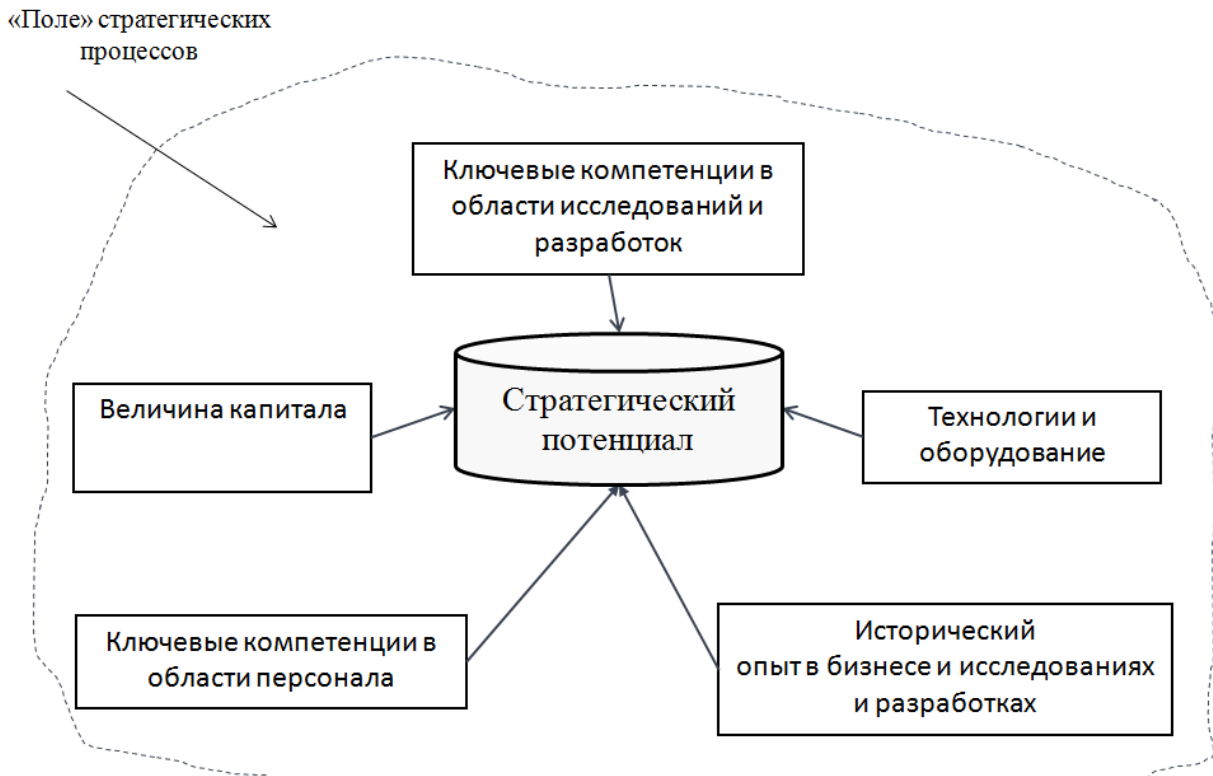 «Поле» стратегических
процессов
Ключевые компетенции в
области исследований и
разработок
Величина капитала
Стратегический
потенциал
Технологии и
оборудование
Ключевые компетенции в
области персонала
Исторический
опыт в бизнесе и исследованиях
и разработках